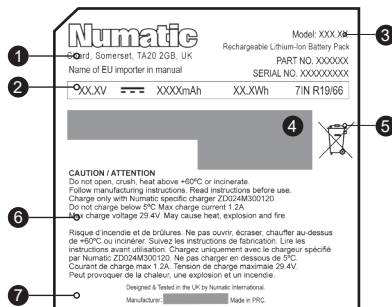 Numatic
Model: XXX.XX
Rechargeable Lithium-Ion Battery Pack
Chard, Somerset, TA20 2GB, UK
PART NO. XXXXXX
Name of EU importer in manual
SERIAL NO. XXXXXXXXX
XX.XV XXXXmAh XX.XWh 7IN R19/66
CAUTION / ATTENTION
Do not open, crush, heat above +60°C or incinerate.
Follow manufacturing instructions. Read instructions before use.
Charge only with Numatic specific charger ZD024M300120
Do not charge below 5°C Max charge current 1.2A.
Max charge voltage 29.4V. May cause heat, explosion and fire.
Risque d'incendie et de brûlures. Ne pas ouvrir, écraser, chauffer au-dessus
de +60°C ou incinérer. Suivez les instructions de fabrication. Lire les
instructions avant utilisation. Chargez uniquement avec le chargeur spécifié
par Numatic ZD024M300120. Ne pas charger en dessous de 5°C.
Courant de charge max 1.2A. Tension de charge maximale 29.4V.
Peut provoquer de la chaleur, une explosion et un incendie.
Designed & Tested in the UK by Numatic International.
Manufacturer: Made in PRC.
1
2
3
4
5
6
7